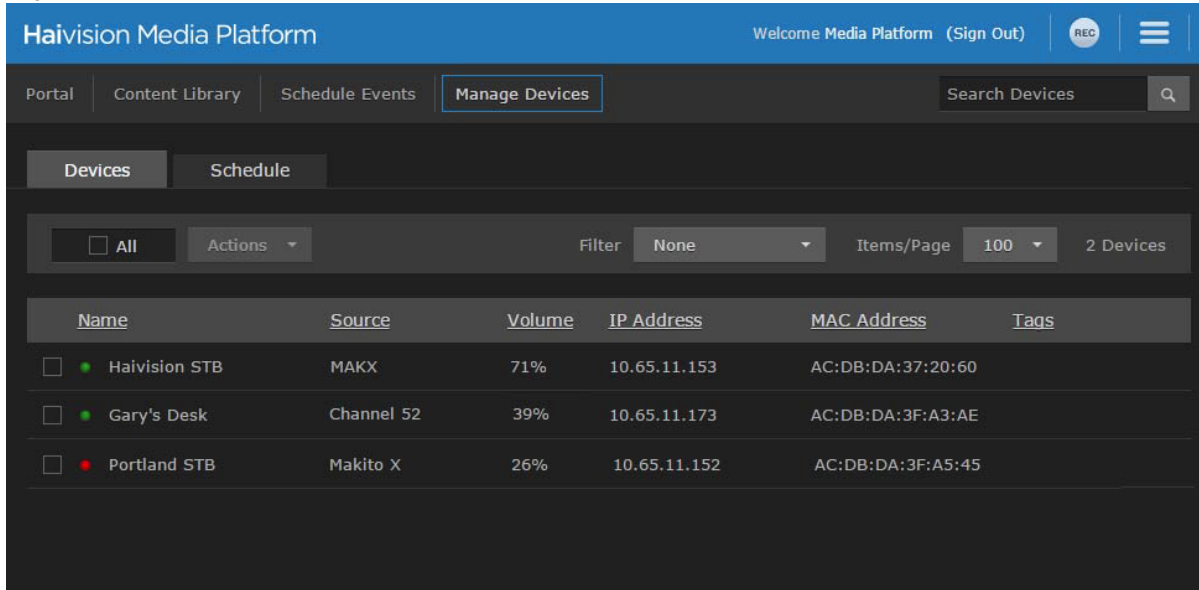 Haivision Media Platform Welcome Media Platform (Sign Out) REC
Portal Content Library Schedule Events Manage Devices Search Devices
Devices Schedule
All Actions Filter None Items/Page 100 2 Devices
Name Source Volume IP Address MAC Address Tags
Haivision STB MAKX 71% 10.65.11.153 AC:DB:DA:37:20:60
Gary's Desk Channel 52 39% 10.65.11.173 AC:DB:DA:3F:A3:AE
Portland STB Makito X 26% 10.65.11.152 AC:DB:DA:3F:A5:45